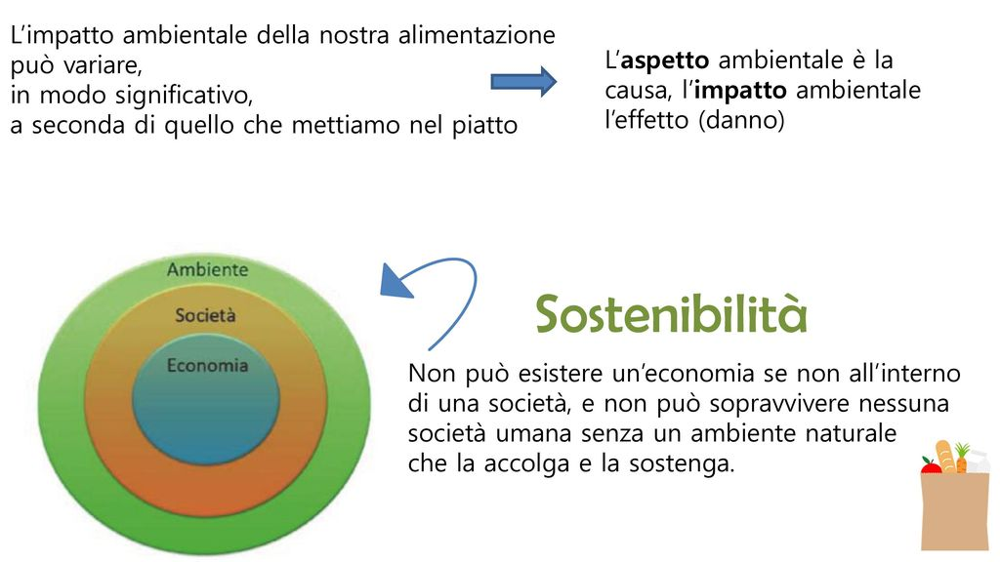 L’impatto ambientale della nostra alimentazione
può variare,
in modo significativo,
a seconda di quello che mettiamo nel piatto
L’aspetto ambientale è la
causa, l’impatto ambientale
l’effetto (danno)
Ambiente
Società
Economia
Sostenibilità
Non può esistere un’economia se non all’interno
di una società, e non può sopravvivere nessuna
società umana senza un ambiente naturale
che la accolga e la sostenga.